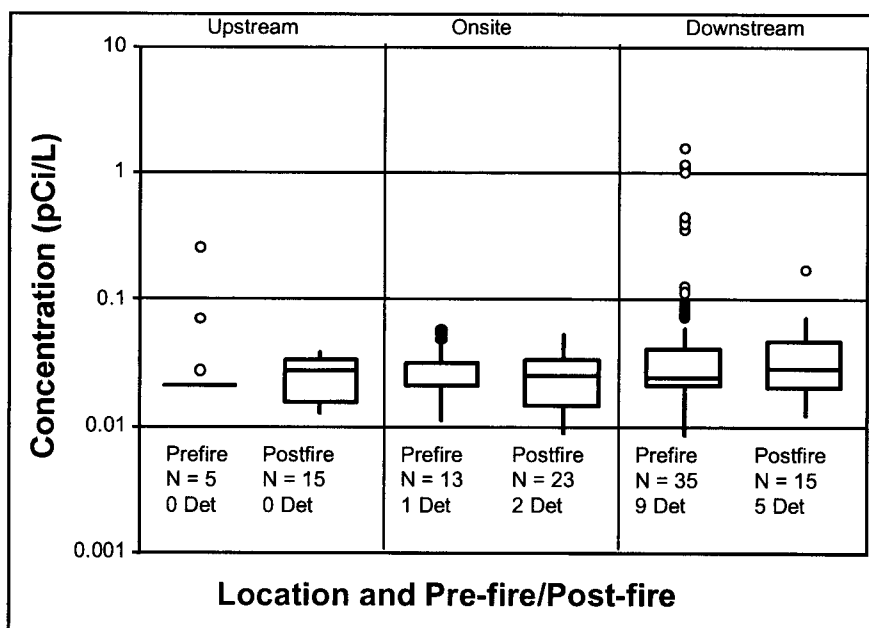 Upstream Onsite Downstream
10
1
0.1
0.01
0.001
Concentration (pCi/L)
Prefire
N = 5
0 Det
Postfire
N = 15
0 Det
Prefire
N = 13
1 Det
Postfire
N = 23
2 Det
Prefire
N = 35
9 Det
Postfire
N = 15
5 Det
Location and Pre-fire/Post-fire